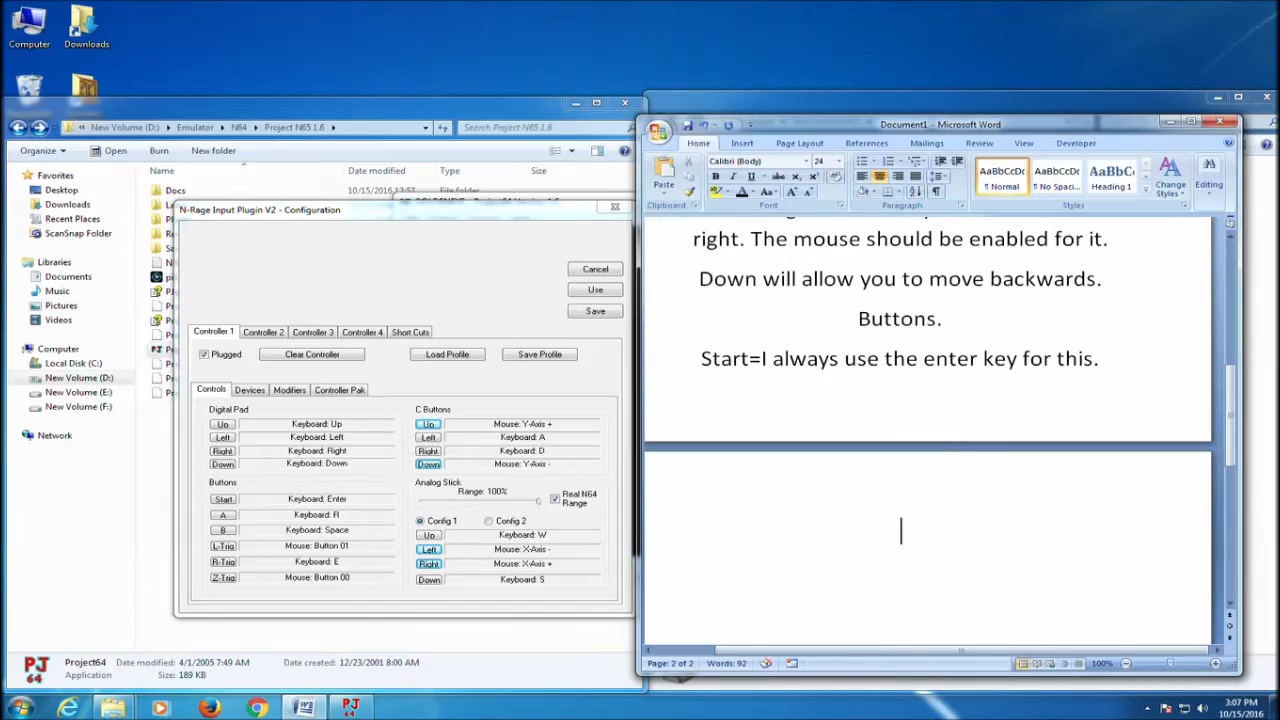 Computer
Downloads
New Volume (D:)
Emulator
N64
Project N65 1.6
Search Project N65 1.6
Organize
Open
Burn
New folder
Date modified
Type
Size
Favorites
Desktop
Downloads
Recent Places
ScanSnap Folder
Libraries
Documents
Music
Pictures
Videos
Computer
Local Disk (C:)
New Volume (D:)
New Volume (E:)
New Volume (F:)
Network
Docs
10/15/2016 12:57
File folder
N-Rage Input Plugin V2 - Configuration
Cancel
Use
Save
Controller 1
Controller 2
Controller 3
Controller 4
Short Cuts
Plugged
Clear Controller
Load Profile
Save Profile
Controls
Devices
Modifiers
Controller Pak
Digital Pad
Up Keyboard: Up
Left Keyboard: Left
Right Keyboard: Right
Down Keyboard: Down
Buttons
Start Keyboard: Enter
A Keyboard: R
B Keyboard: Space
L-Trig Mouse: Button 01
R-Trig Keyboard: E
Z-Trig Mouse: Button 00
C Buttons
Up Mouse: Y-Axis +
Left Keyboard: A
Right Keyboard: D
Down Mouse: Y-Axis -
Analog Stick
Range: 100%
Real N64
Range
Config 1
Config 2
Up Keyboard: W
Left Mouse: X-Axis -
Right Mouse: X-Axis +
Down Keyboard: S
Project64 Date modified: 4/1/2005 7:49 AM Date created: 12/23/2001 8:00 AM
Application Size: 189 KB
Document1 - Microsoft Word
Home
Insert
Page Layout
References
Mailings
Review
View
Developer
Paste
Clipboard
Calibri (Body)
24
Font
Paragraph
AaBbCcDc
Normal
AaBbCcDc
No Spaci...
AaBbC
Heading 1
Change
Styles
Styles
Editing
right. The mouse should be enabled for it.
Down will allow you to move backwards.
Buttons.
Start=I always use the enter key for this.
Page: 2 of 2
Words: 92
100%
3:07 PM
10/15/2016